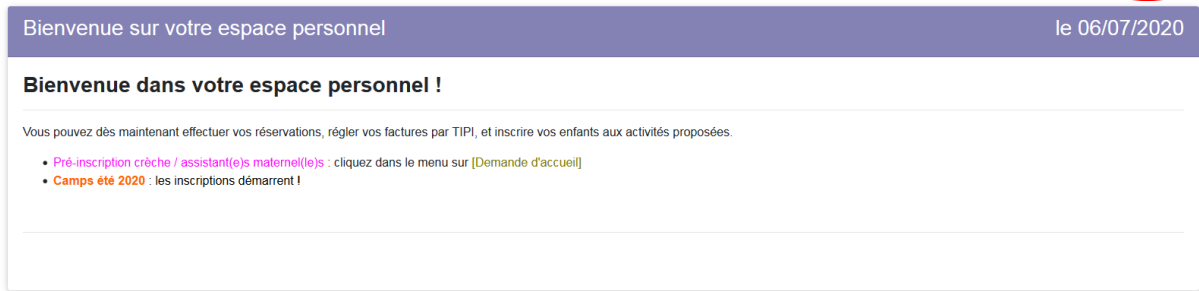 Bienvenue sur votre espace personnel le 06/07/2020
Bienvenue dans votre espace personnel !
Vous pouvez dès maintenant effectuer vos réservations, régler vos factures par TIPI, et inscrire vos enfants aux activités proposées.
• Pré-inscription crèche / assistant(e)s maternel(le)s : cliquez dans le menu sur [Demande d'accueil]
• Camps été 2020 : les inscriptions démarrent !